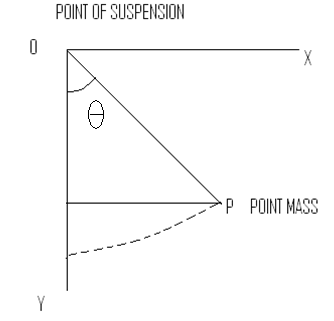 POINT OF SUSPENSION
O
X
θ
P POINT MASS
Y